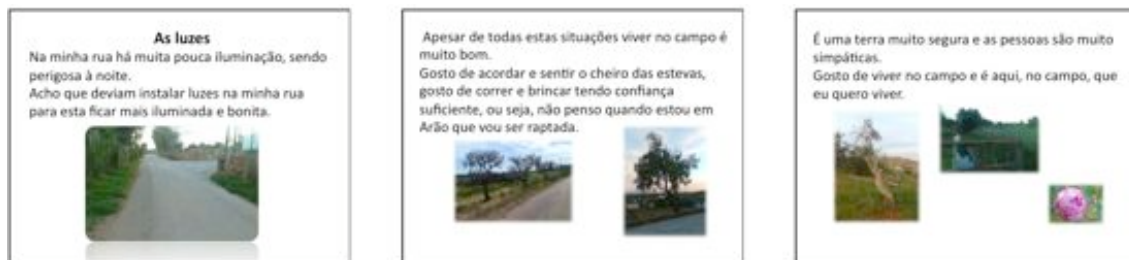 As luzes
Na minha rua há muita pouca iluminação, sendo
perigosa à noite.
Acho que deviam instalar luzes na minha rua
para esta ficar mais iluminada e bonita.
Apesar de todas estas situações viver no campo é
muito bom.
Gosto de acordar e sentir o cheiro das estevas,
gosto de correr e brincar tendo confiança
suficiente, ou seja, não penso quando estou em
Arão que vou ser raptada.
É uma terra muito segura e as pessoas são muito
simpáticas.
Gosto de viver no campo e é aqui, no campo, que
eu quero viver.